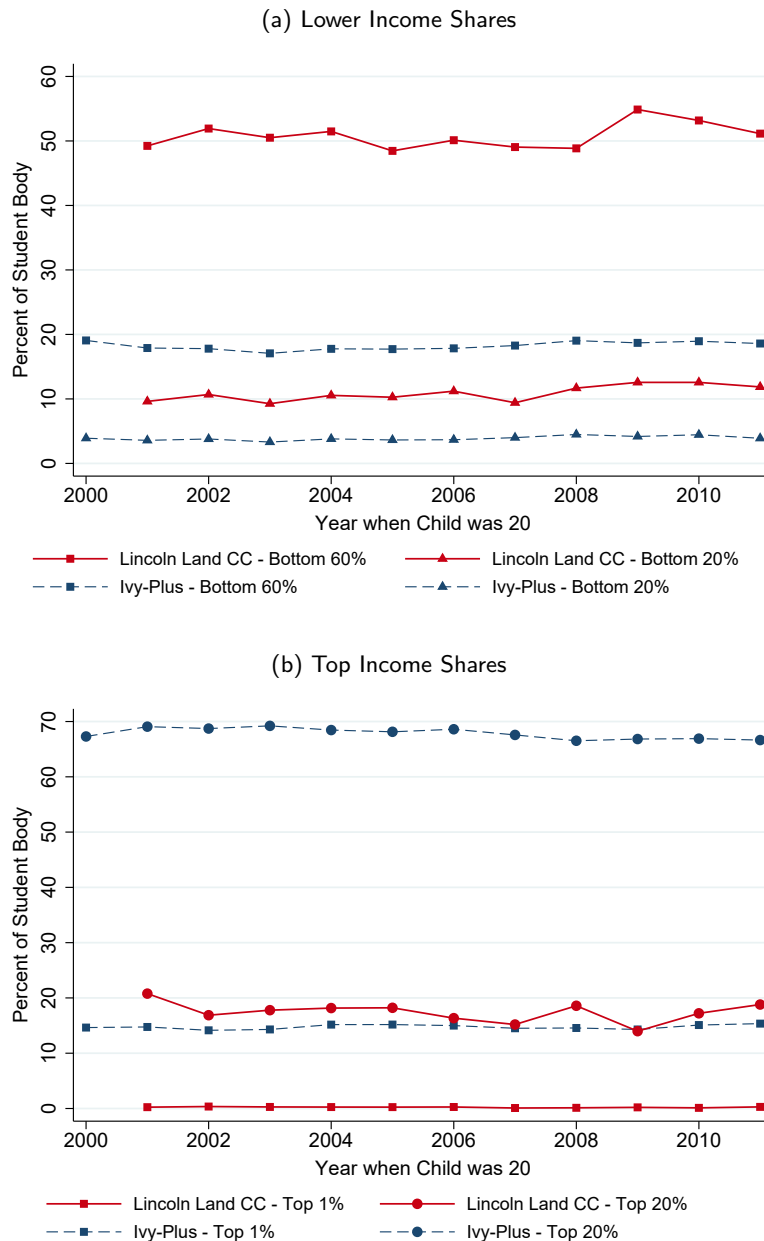 (a) Lower Income Shares
Percent of Student Body
60
50
40
30
20
10
0
2000 2002 2004 2006 2008 2010
Year when Child was 20
Lincoln Land CC - Bottom 60% Lincoln Land CC - Bottom 20%
Ivy-Plus - Bottom 60% Ivy-Plus - Bottom 20%
(b) Top Income Shares
Percent of Student Body
70
60
50
40
30
20
10
0
2000 2002 2004 2006 2008 2010
Year when Child was 20
Lincoln Land CC - Top 1% Lincoln Land CC - Top 20%
Ivy-Plus - Top 1% Ivy-Plus - Top 20%